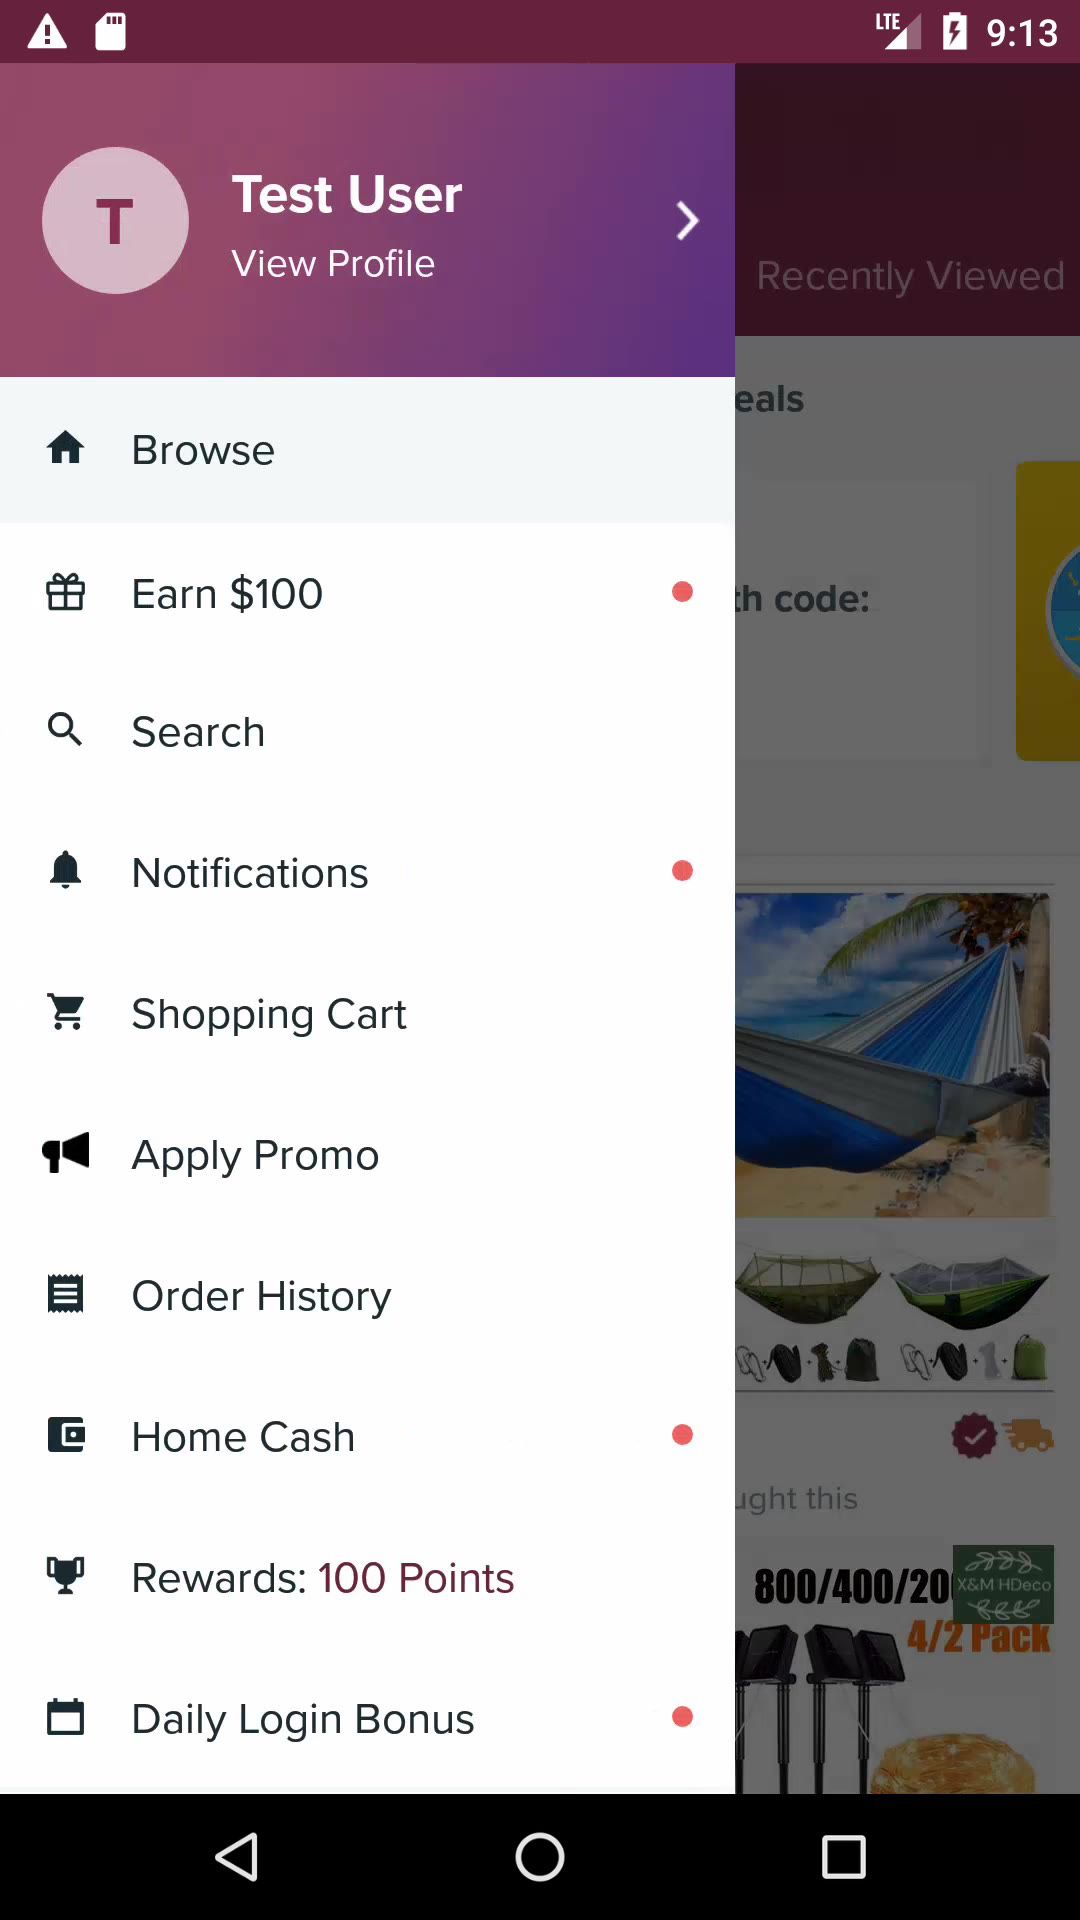 LTE 9:13
T
Test User
View Profile
Recently Viewed
Browse
eals
Earn $100
th code:
Search
Notifications
Shopping Cart
Apply Promo
Order History
Home Cash
ught this
Rewards: 100 Points
800/400/20
X&M HDeco
4/2 Pack
Daily Login Bonus